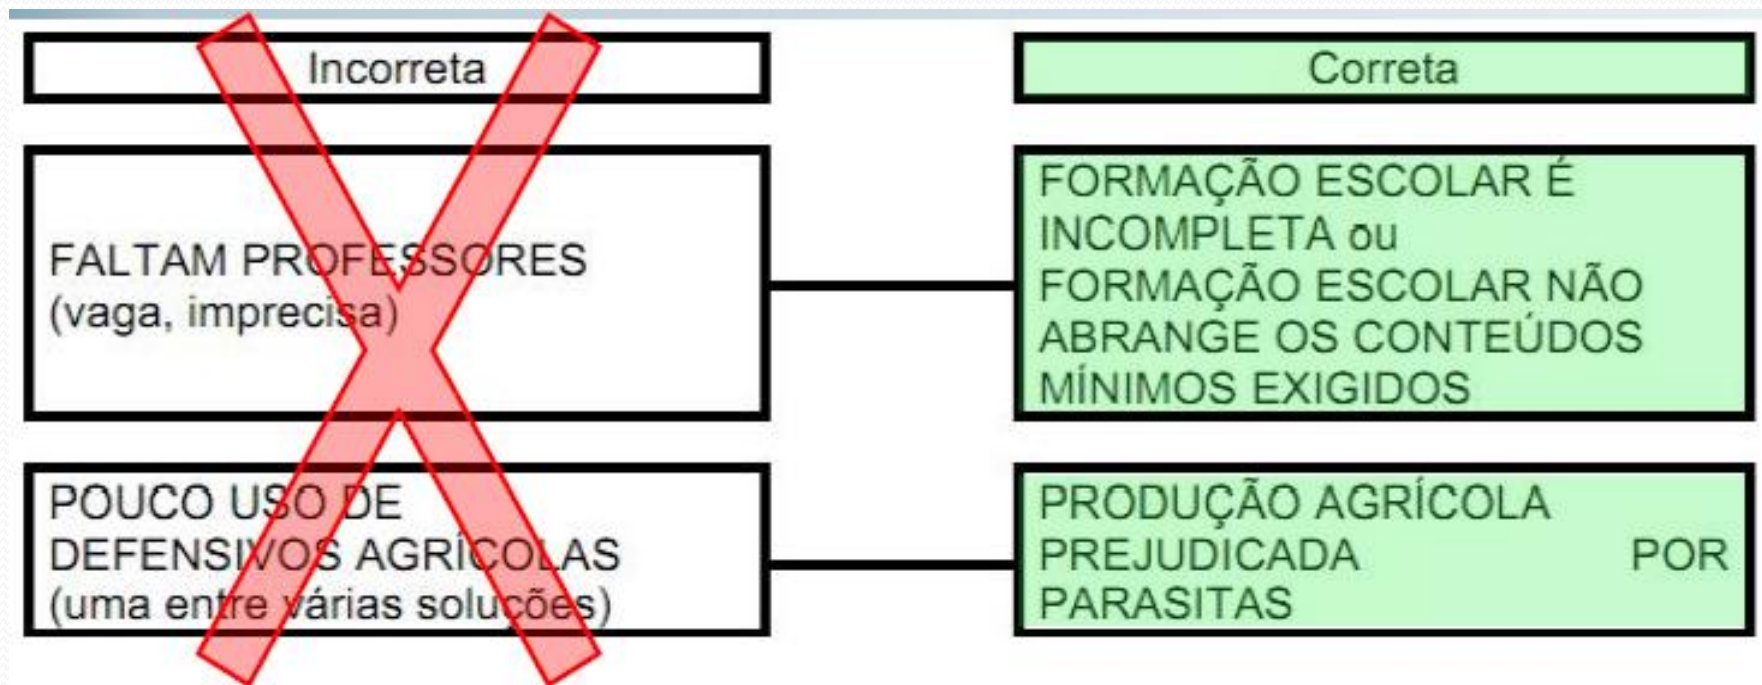 Incorreta
Correta
FALTAM PROFESSORES
(vaga, imprecisa)
FORMAÇÃO ESCOLAR É
INCOMPLETA ou
FORMAÇÃO ESCOLAR NÃO
ABRANGE OS CONTEÚDOS
MÍNIMOS EXIGIDOS
POUCO USO DE
DEFENSIVOS AGRÍCOLAS
(uma entre várias soluções)
PRODUÇÃO AGRÍCOLA
PREJUDICADA POR
PARASITAS